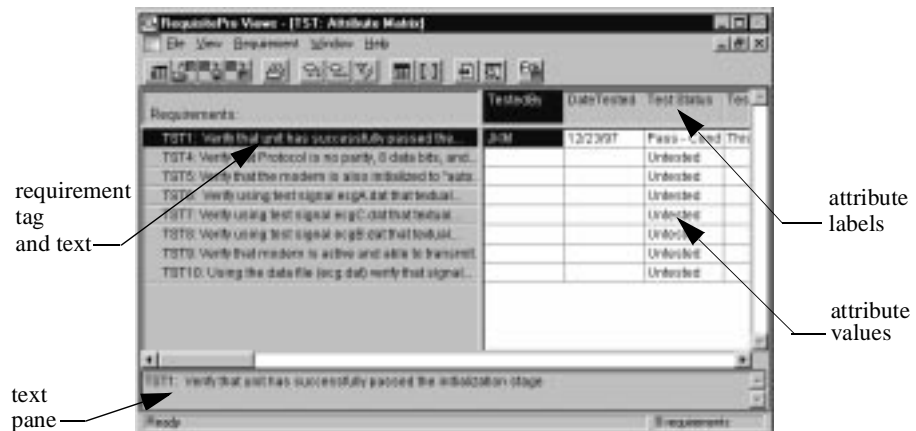 RequisitePro Views - [TST: Attribute Matrix]
File View Requirement Window Help
Requirements:
TestedBy DateTested Test Status Tes
TST1: Verify that unit has successfully passed the... JKM 12/23/97 Pass - Cond Thi
TST4: Verify Protocol is no parity, 8 data bits, and... Untested
TST5: Verify that the modem is also initialized to "auto Untested
TST6: Verify using test signal ecgA.dat that textual... Untested
TST7: Verify using test signal ecgC.dat that textual... Untested
TST8: Verify using test signal ecgB.dat that textual... Untested
TST9: Verify that modem is active and able to transmit. Untested
TST10: Using the data file (ecg.dat) verify that signal... Untested
TST1: Verify that unit has successfully passed the initialization stage
Ready 8 requirements
requirement
tag
and text
attribute
labels
attribute
values
text
pane